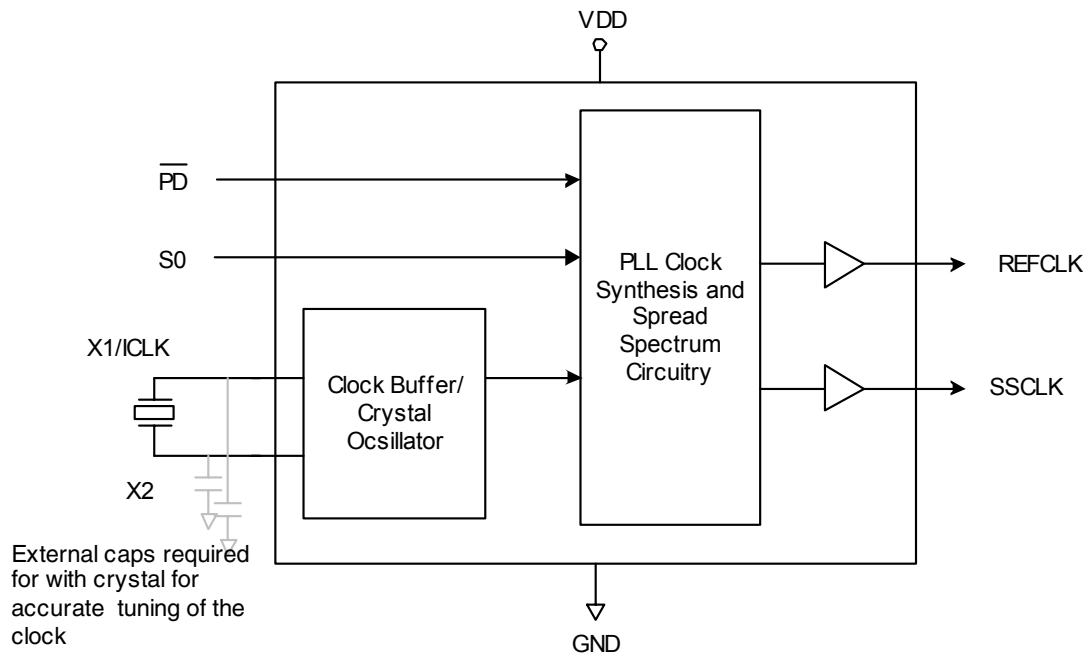 VDD
PD
S0
X1/ICLK
X2
Clock Buffer/
Crystal
Ocsillator
PLL Clock
Synthesis and
Spread
Spectrum
Circuitry
REFCLK
SSCLK
External caps required
for with crystal for
accurate tuning of the
clock
GND